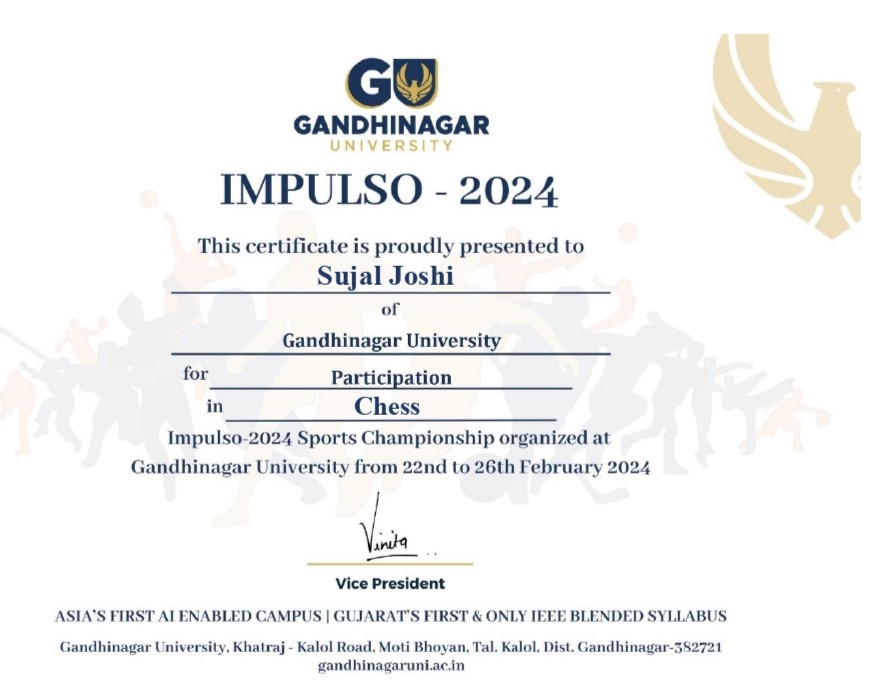 GU
GANDHINAGAR
UNIVERSITY
IMPULSO - 2024
This certificate is proudly presented to
Sujal Joshi
of
Gandhinagar University
for Participation
in Chess
Impulso-2024 Sports Championship organized at
Gandhinagar University from 22nd to 26th February 2024
Vinita
Vice President
ASIA'S FIRST AI ENABLED CAMPUS | GUJARAT'S FIRST & ONLY IEEE BLENDED SYLLABUS
Gandhinagar University, Khatraj - Kalol Road, Moti Bhoyan, Tal. Kalol, Dist. Gandhinagar-382721
gandhinagaruni.ac.in